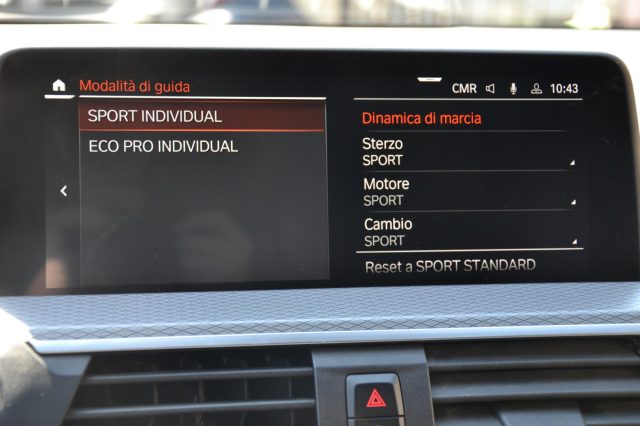 Modalità di guida
CMR 10:43
SPORT INDIVIDUAL
ECO PRO INDIVIDUAL
Dinamica di marcia
Sterzo
SPORT
Motore
SPORT
Cambio
SPORT
Reset a SPORT STANDARD